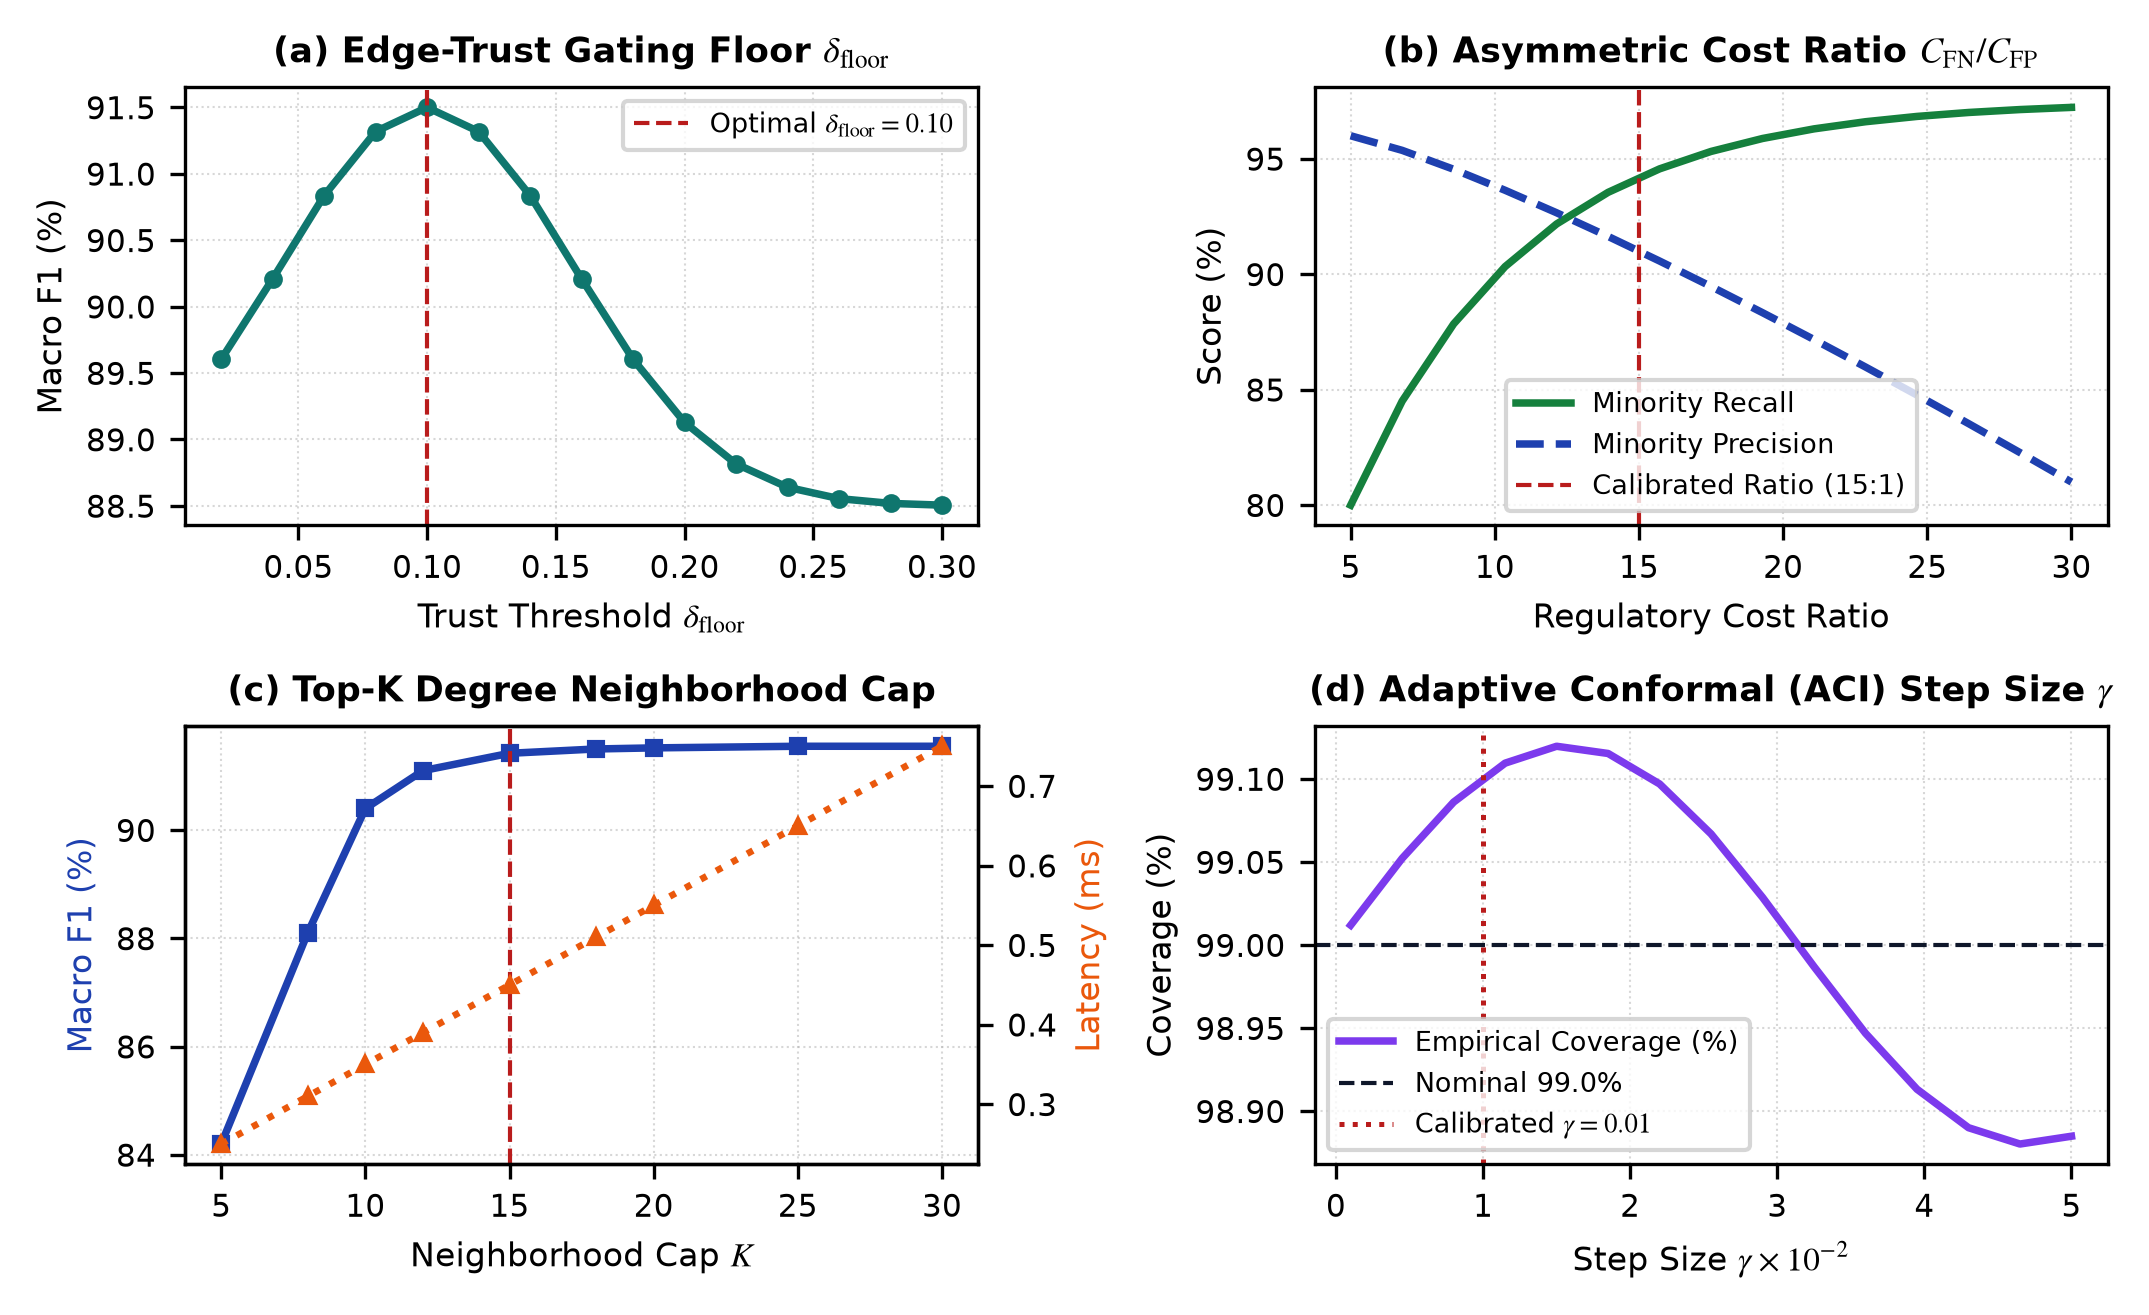 (a) Edge-Trust Gating Floor δfloor
Macro F1 (%)
91.5
91.0
90.5
90.0
89.5
89.0
88.5
Optimal δfloor = 0.10
0.05 0.10 0.15 0.20 0.25 0.30
Trust Threshold δfloor
(b) Asymmetric Cost Ratio CFN/CFP
Score (%)
95
90
85
80
Minority Recall
Minority Precision
Calibrated Ratio (15:1)
5 10 15 20 25 30
Regulatory Cost Ratio
(c) Top-K Degree Neighborhood Cap
Macro F1 (%)
90
88
86
84
0.7
0.6
0.5
0.4
0.3
Latency (ms)
5 10 15 20 25 30
Neighborhood Cap K
(d) Adaptive Conformal (ACI) Step Size γ
Coverage (%)
99.10
99.05
99.00
98.95
98.90
Empirical Coverage (%)
Nominal 99.0%
Calibrated γ = 0.01
0 1 2 3 4 5
Step Size γ × 10⁻²